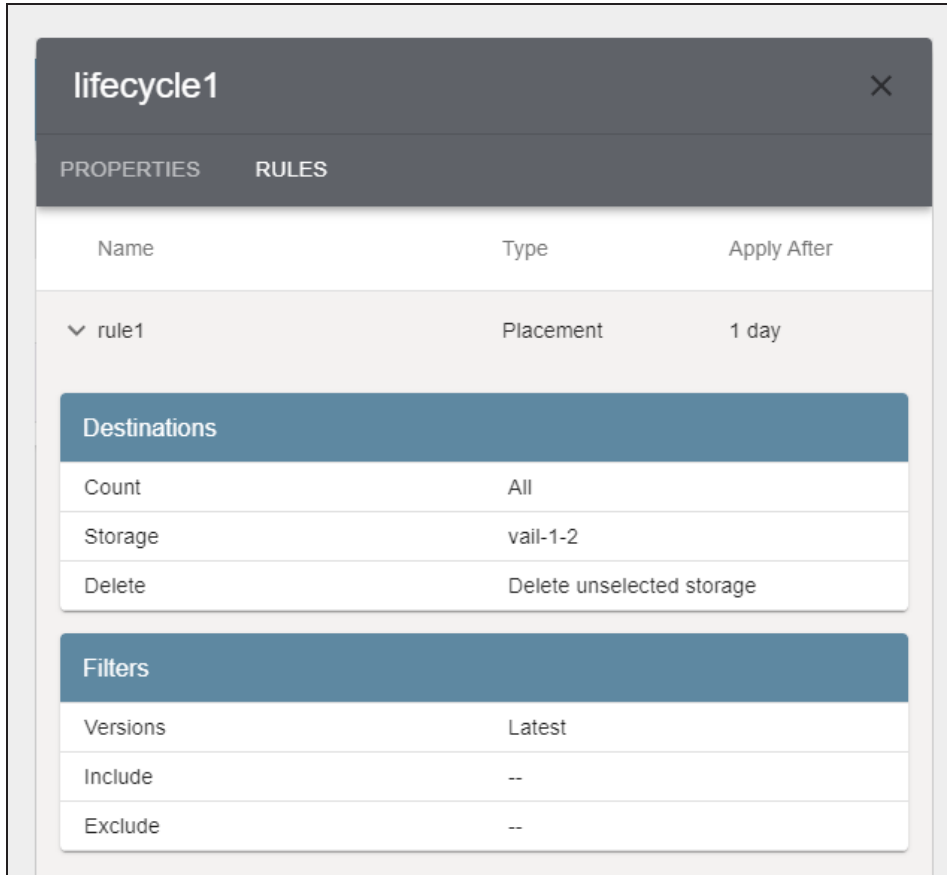 lifecycle1
PROPERTIES RULES
Name Type Apply After
rule1 Placement 1 day
Destinations
Count All
Storage vail-1-2
Delete Delete unselected storage
Filters
Versions Latest
Include --
Exclude --